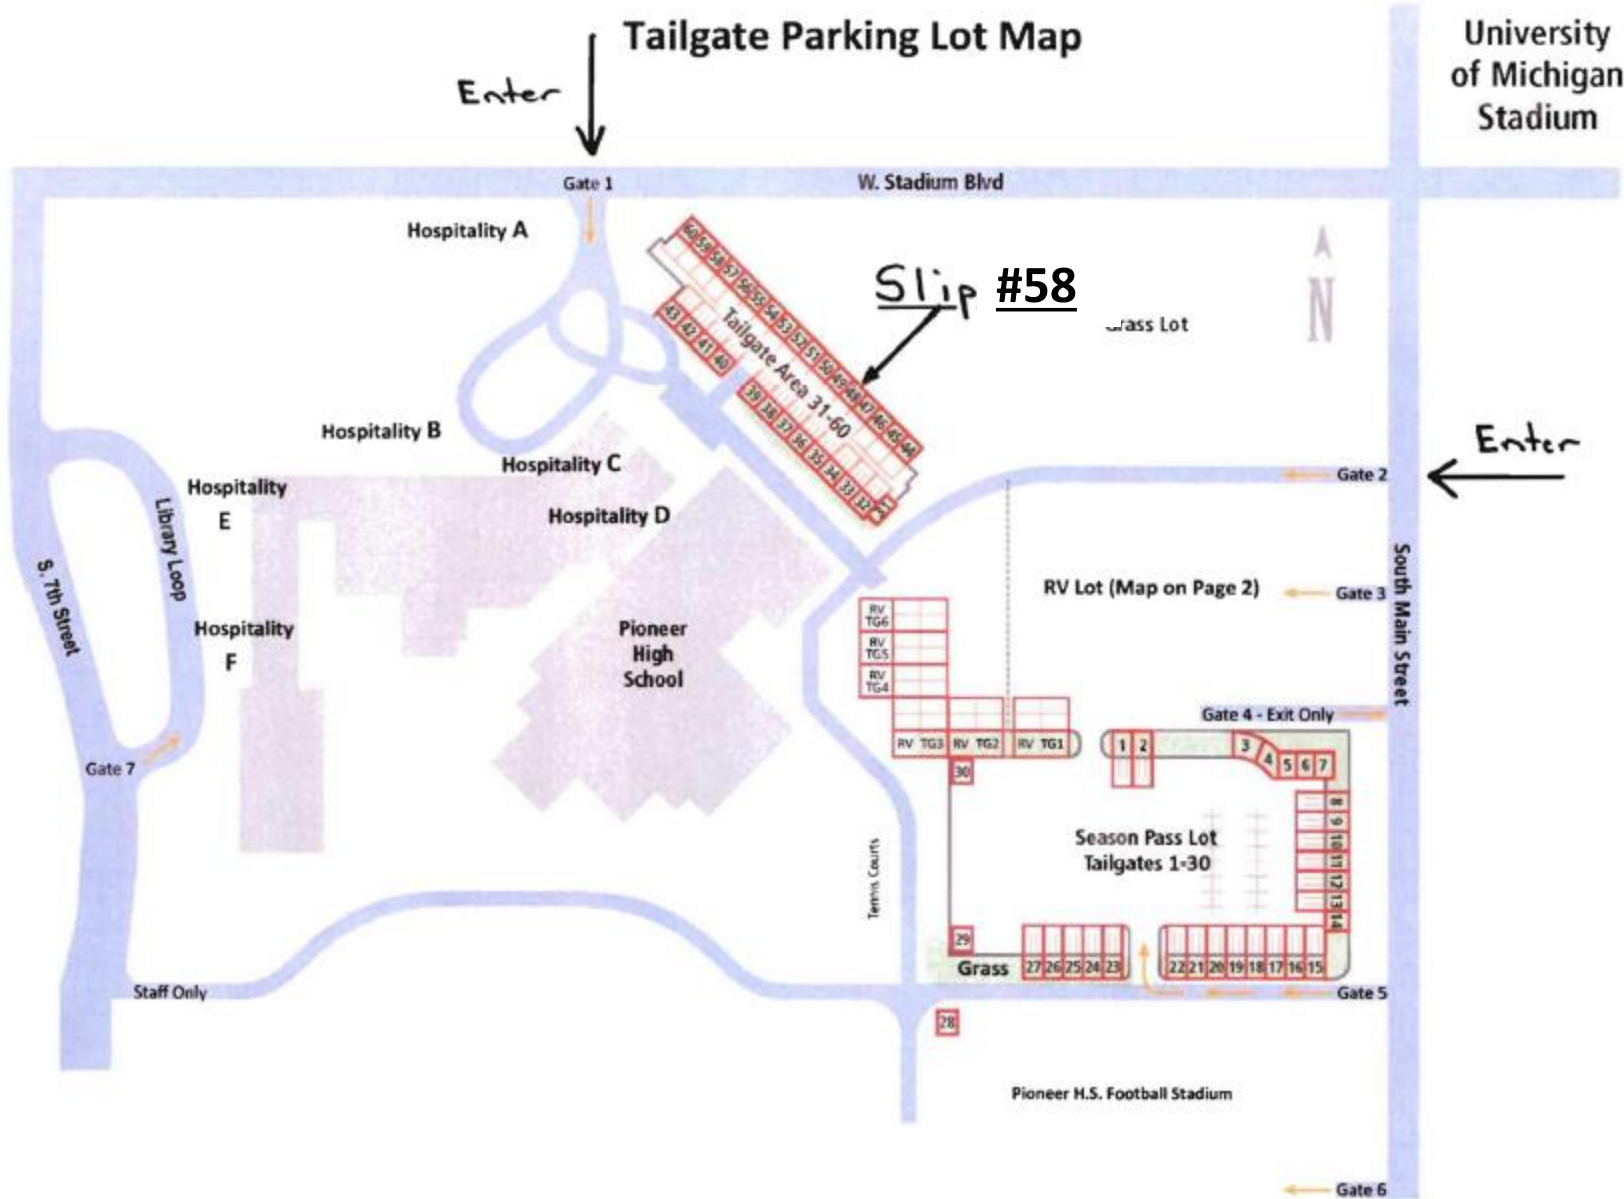 Tailgate Parking Lot Map
University
of Michigan
Stadium
Enter
Gate 1
W. Stadium Blvd
Hospitality A
Slip #58
Grass Lot
N
60 59 58 57 56 55 54 53 52 51 50 49 48 47 46 45 44
Tailgate Area 31-60
43 42 41 40
39 38 37 36 35 34 33 32
Hospitality B
Hospitality C
Hospitality D
Hospitality
E
Hospitality
F
Library Loop
S. 7th Street
Gate 7
Enter
Gate 2
South Main Street
RV Lot (Map on Page 2)
Gate 3
Pioneer
High
School
RV
TG6
RV
TG5
RV
TG4
RV TG3 RV TG2 RV TG1
Gate 4 - Exit Only
1 2 3 4 5 6 7
8
9
10
11
12
13
14
30
Season Pass Lot
Tailgates 1-30
Tennis Courts
29
Grass
27 26 25 24 23
22 21 20 19 18 17 16 15
Staff Only
Gate 5
28
Pioneer H.S. Football Stadium
Gate 6